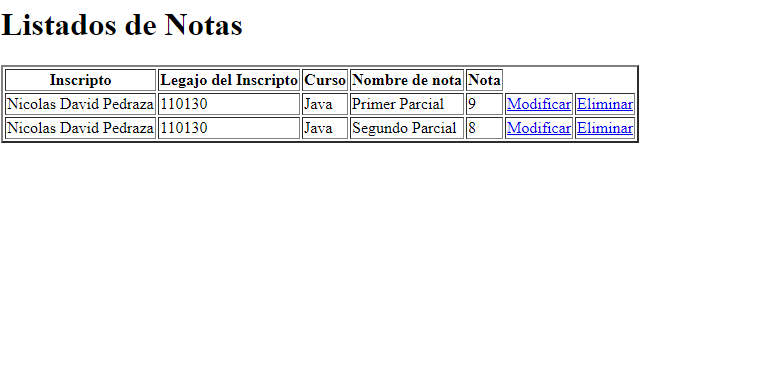 Listados de Notas
Inscripto Legajo del Inscripto Curso Nombre de nota Nota
Nicolas David Pedraza 110130 Java Primer Parcial 9 Modificar Eliminar
Nicolas David Pedraza 110130 Java Segundo Parcial 8 Modificar Eliminar